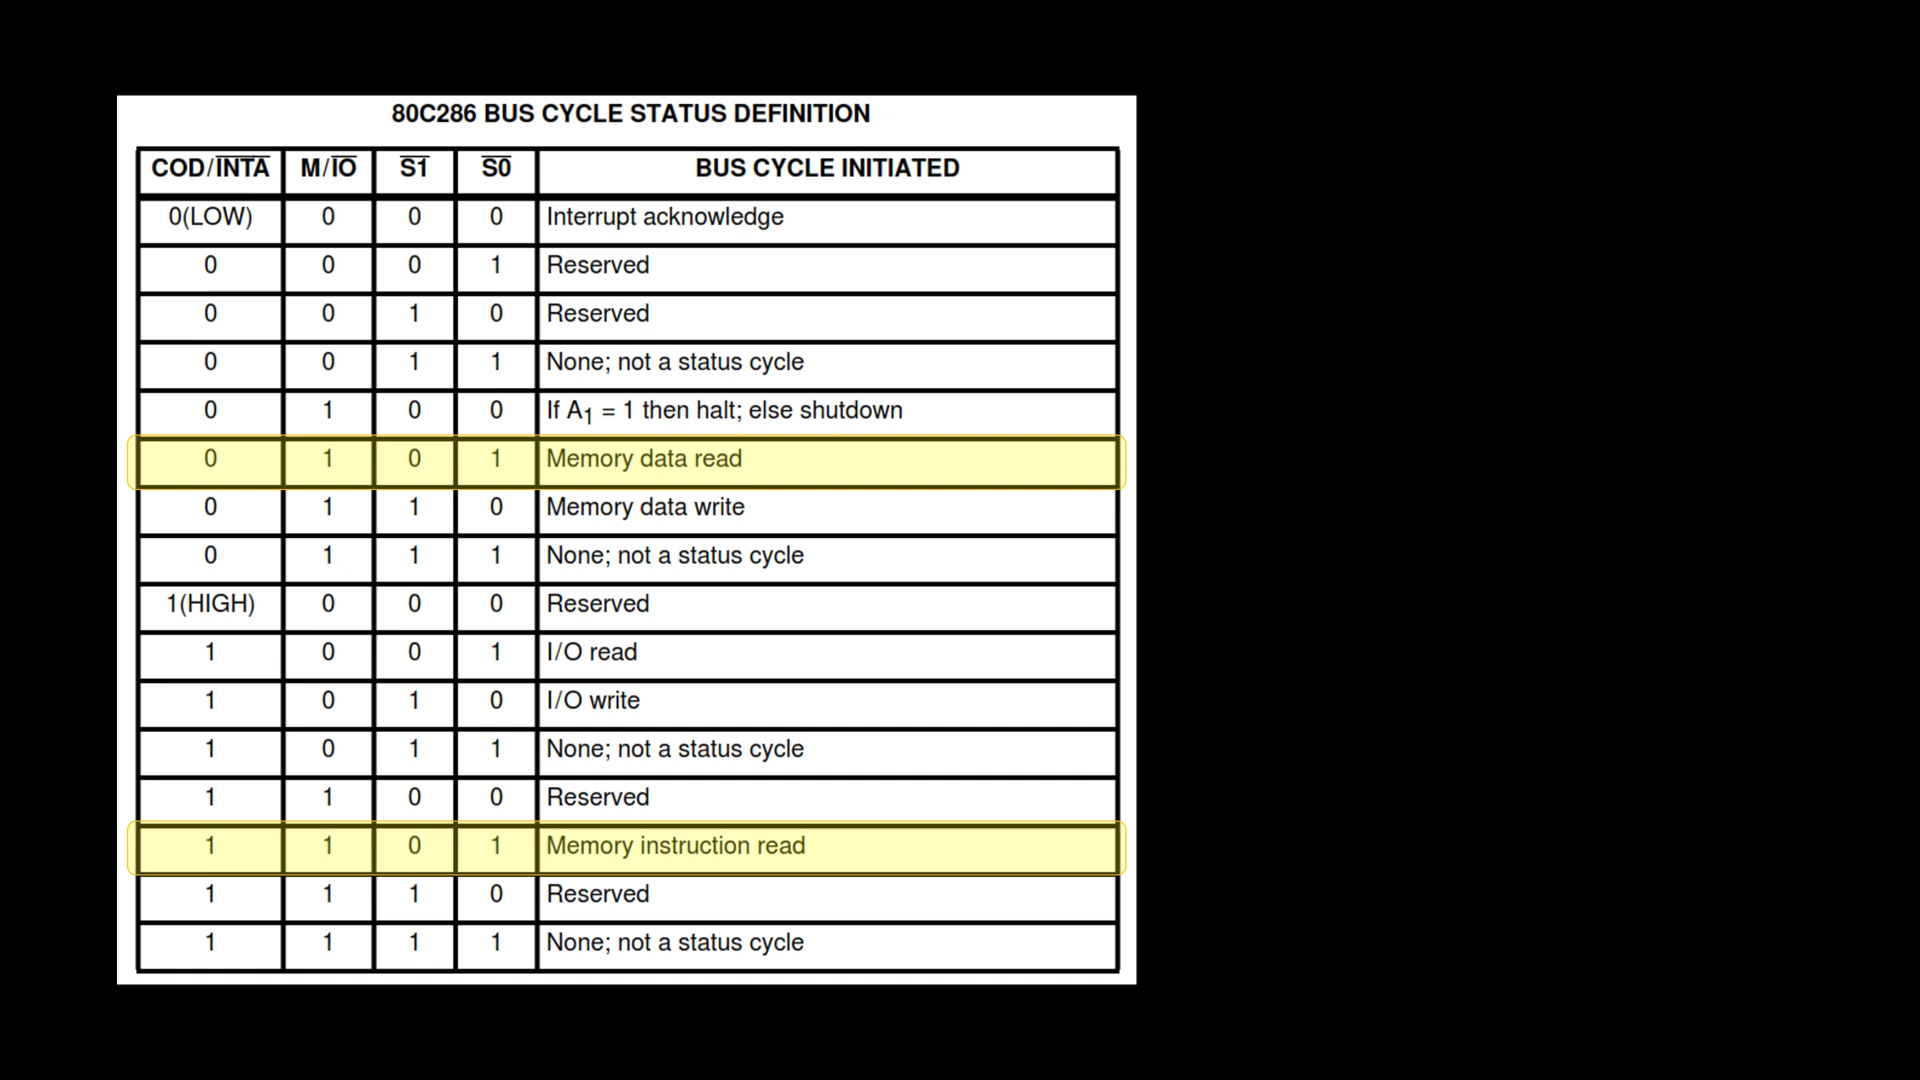 80C286 BUS CYCLE STATUS DEFINITION
COD/I̅N̅T̅A̅ M/I̅O̅ S̅1̅ S̅0̅ BUS CYCLE INITIATED
0(LOW) 0 0 0 Interrupt acknowledge
0 0 0 1 Reserved
0 0 1 0 Reserved
0 0 1 1 None; not a status cycle
0 1 0 0 If A₁ = 1 then halt; else shutdown
0 1 0 1 Memory data read
0 1 1 0 Memory data write
0 1 1 1 None; not a status cycle
1(HIGH) 0 0 0 Reserved
1 0 0 1 I/O read
1 0 1 0 I/O write
1 0 1 1 None; not a status cycle
1 1 0 0 Reserved
1 1 0 1 Memory instruction read
1 1 1 0 Reserved
1 1 1 1 None; not a status cycle